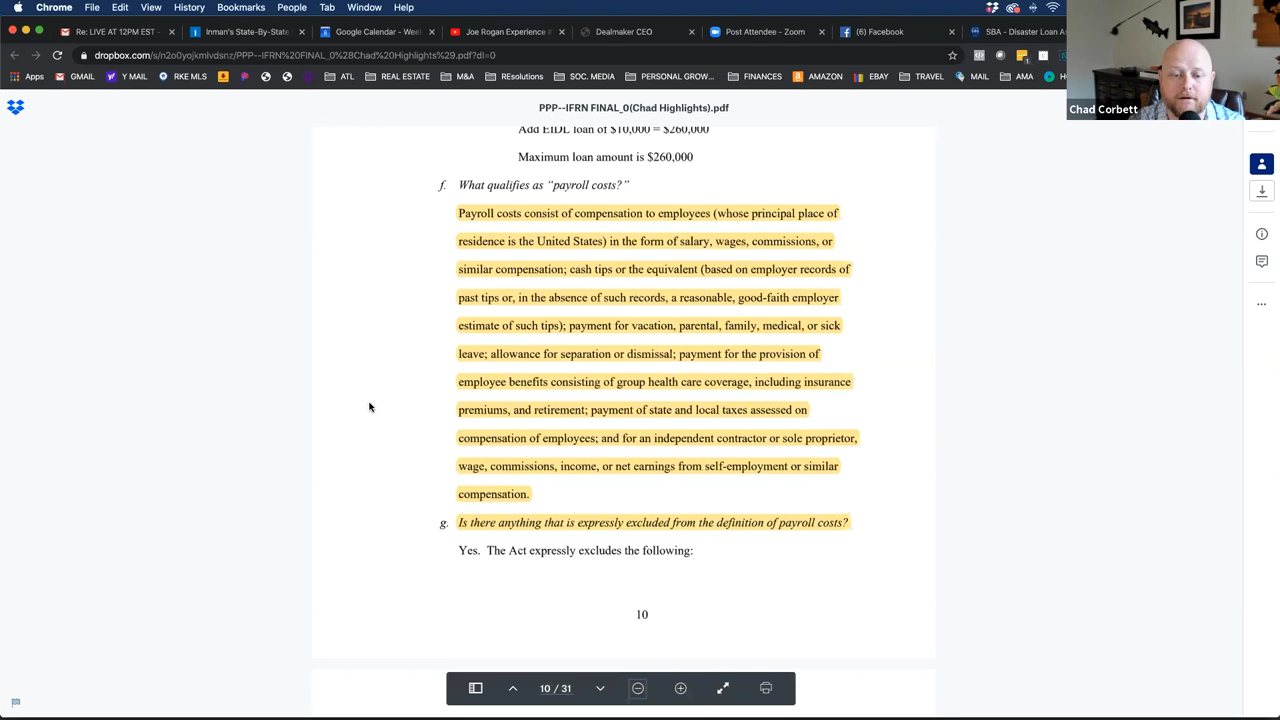 Chrome File Edit View History Bookmarks People Tab Window Help
Re: LIVE AT 12PM EST - Inman's State-By-State Google Calendar - Wee Joe Rogan Experience Dealmaker CEO Post Attendee - Zoom (Facebook SBA - Disaster Loan As
dropbox.com/s/n2o0yojkmlvdsnz/PPP--IFRN%20FINAL_0%28Chad%20Highlights%29.pdf?dl=0
Apps GMAIL Y MAIL RKE MLS ATL REAL ESTATE M&A REsolutions SOC. MEDIA PERSONAL GROW... FINANCES AMAZON EBAY TRAVEL MAIL AMA
Chad Corbett
PPP--IFRN FINAL_0(Chad Highlights).pdf
Add EIDL loan of $10,000 = $260,000
Maximum loan amount is $260,000
f. What qualifies as “payroll costs?”
Payroll costs consist of compensation to employees (whose principal place of
residence is the United States) in the form of salary, wages, commissions, or
similar compensation; cash tips or the equivalent (based on employer records of
past tips or, in the absence of such records, a reasonable, good-faith employer
estimate of such tips); payment for vacation, parental, family, medical, or sick
leave; allowance for separation or dismissal; payment for the provision of
employee benefits consisting of group health care coverage, including insurance
premiums, and retirement; payment of state and local taxes assessed on
compensation of employees; and for an independent contractor or sole proprietor,
wage, commissions, income, or net earnings from self-employment or similar
compensation.
g. Is there anything that is expressly excluded from the definition of payroll costs?
Yes. The Act expressly excludes the following:
10
10 / 31